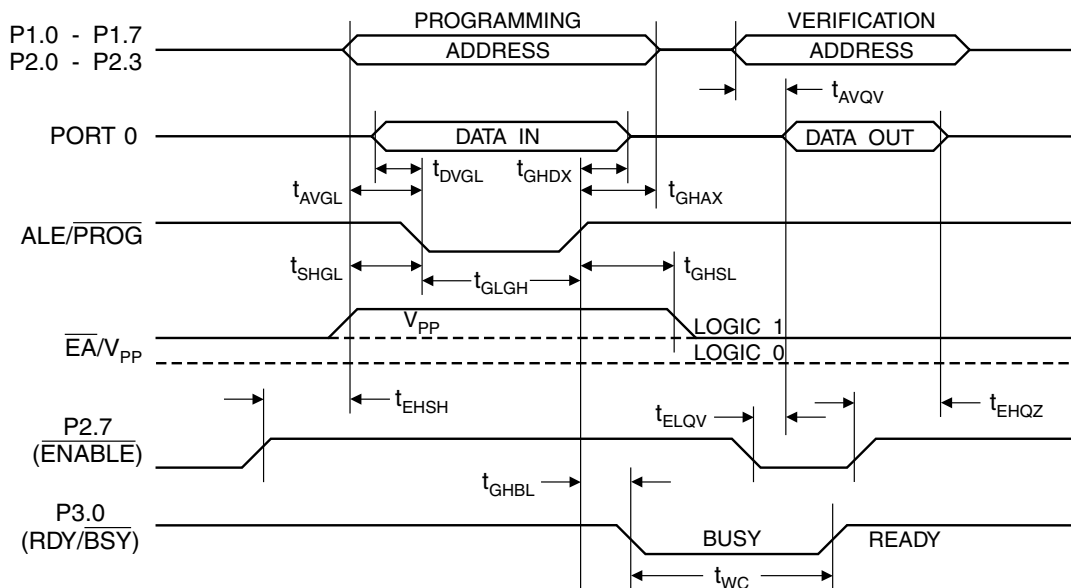 PROGRAMMING VERIFICATION
P1.0 - P1.7
P2.0 - P2.3
ADDRESS ADDRESS
tAVQV
PORT 0 DATA IN DATA OUT
tDVGL tGHDX
tAVGL tGHAX
ALE/PROG
tSHGL tGLGH tGHSL
VPP LOGIC 1
EA/VPP LOGIC 0
tEHSH tELQV tEHQZ
P2.7
(ENABLE)
tGHBL
P3.0
(RDY/BSY) BUSY READY
tWC